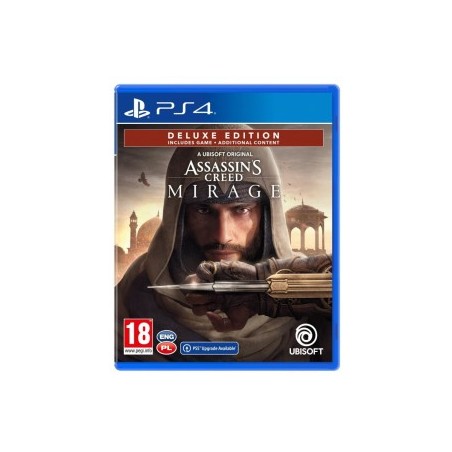 PS4
DELUXE EDITION
INCLUDES GAME + ADDITIONAL CONTENT
A UBISOFT ORIGINAL
ASSASSIN'S
CREED
MIRAGE
18
www.pegi.info
ENG
PL
PS5 Upgrade Available
UBISOFT